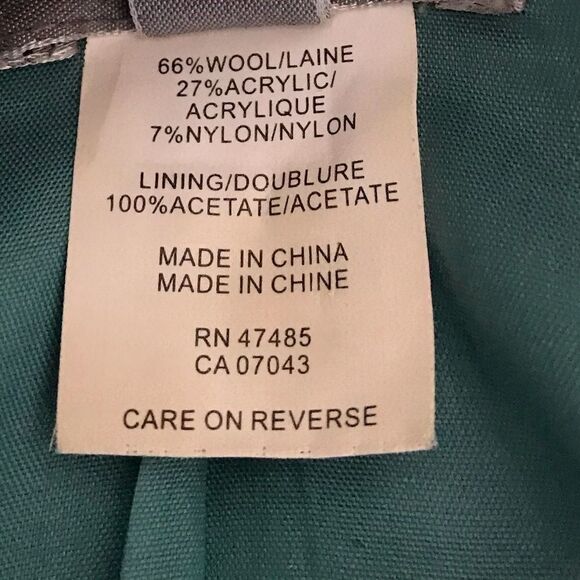 66%WOOL/LAINE
27%ACRYLIC/
ACRYLIQUE
7%NYLON/NYLON
LINING/DOUBLURE
100%ACETATE/ACETATE
MADE IN CHINA
MADE IN CHINE
RN 47485
CA 07043
CARE ON REVERSE